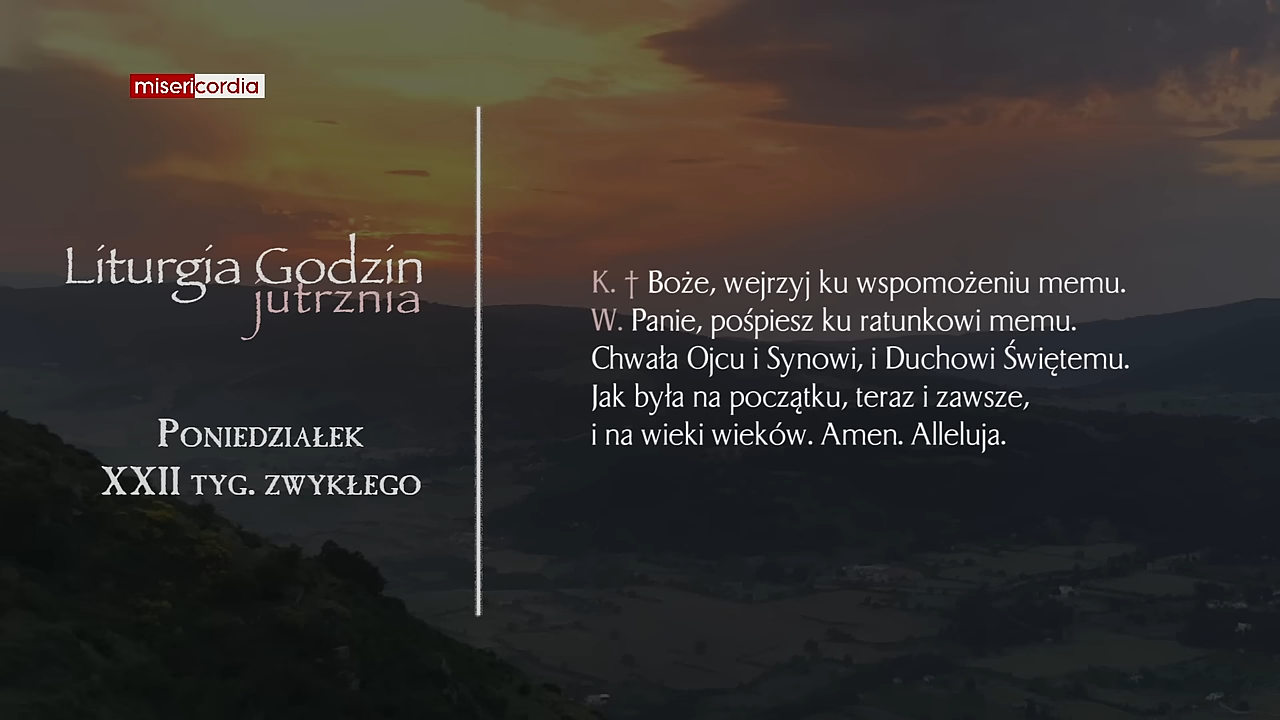 misericordia
Liturgia Godzin
jutrznia
Poniedziałek
XXII tyg. zwykłego
K. † Boże, wejrzyj ku wspomożeniu memu.
W. Panie, pośpiesz ku ratunkowi memu.
Chwała Ojcu i Synowi, i Duchowi Świętemu.
Jak była na początku, teraz i zawsze,
i na wieki wieków. Amen. Alleluja.